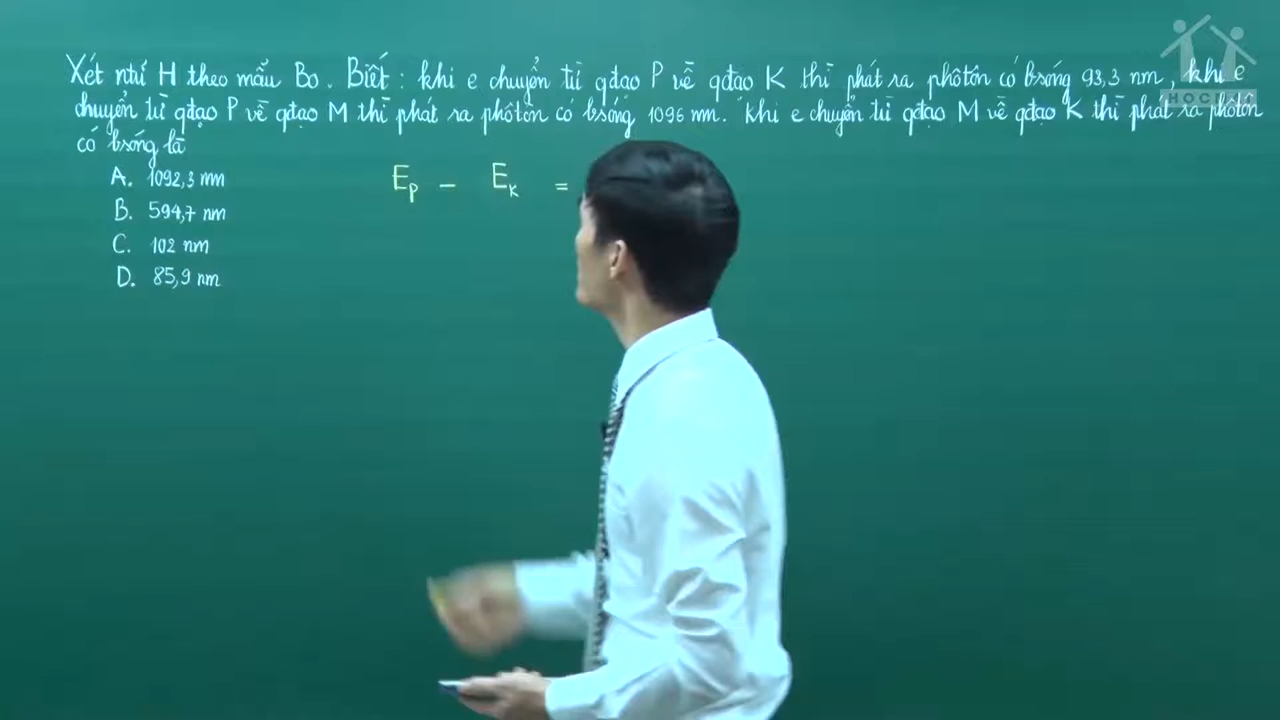 Xét ntử H theo mẫu Bo. Biết: khi e chuyển từ qđạo P về qđạo K thì phát ra phôtôn có bsóng 93,3 nm, khi e
chuyển từ qđạo P về qđạo M thì phát ra phôtôn có bsóng 1096 nm. Khi e chuyển từ qđạo M về qđạo K thì phát ra phôtôn
có bsóng là
A. 1092,3 nm
B. 594,7 nm
C. 102 nm
D. 85,9 nm
E_P - E_K =